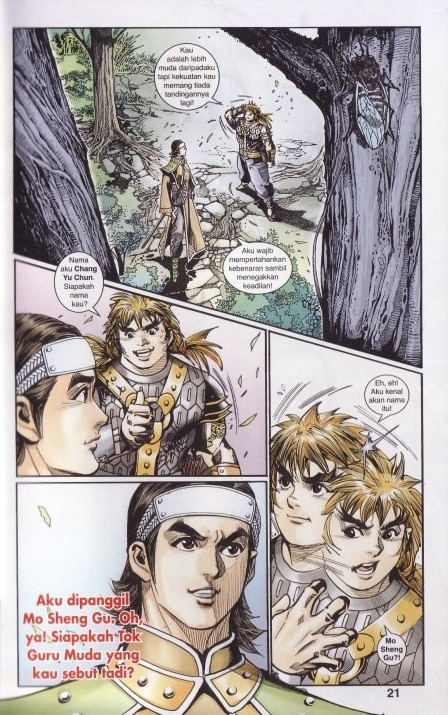 Kau
adalah lebih
muda daripadaku
tapi kekuatan kau
memang tiada
tandingannya
lagi!
Aku wajib
mempertahankan
kebenaran sambil
menegakkan
keadilan!
Nama
aku Chang
Yu Chun.
Siapakah
nama
kau?
Eh, eh!
Aku kenal
akan nama
itu!
Aku dipanggil
Mo Sheng Gu. Oh,
ya! Siapakah Tok
Guru Muda yang
kau sebut tadi?
Mo
Sheng
Gu?!
21